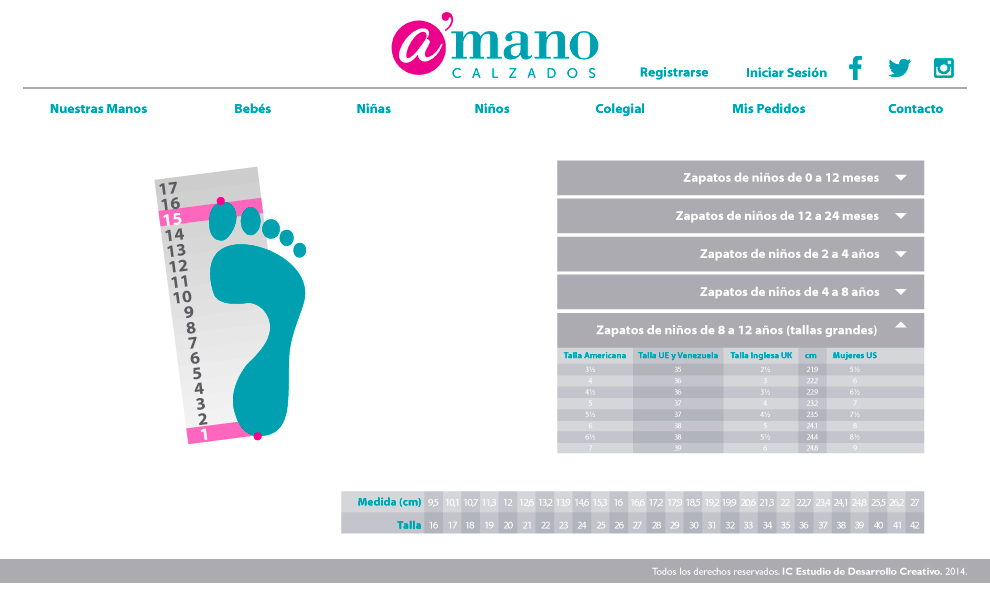 a'mano
CALZADOS
Registrarse Iniciar Sesión
Nuestras Manos Bebés Niñas Niños Colegial Mis Pedidos Contacto
17
16
15
14
13
12
11
10
9
8
7
6
5
4
3
2
1
Zapatos de niños de 0 a 12 meses
Zapatos de niños de 12 a 24 meses
Zapatos de niños de 2 a 4 años
Zapatos de niños de 4 a 8 años
Zapatos de niños de 8 a 12 años (tallas grandes)
Talla Americana Talla UE y Venezuela Talla Inglesa UK cm Mujeres US
3½ 35 2½ 21.9 5½
4 36 3 22.2 6
4½ 36 3½ 22.9 6½
5 37 4 23.2 7
5½ 37 4½ 23.5 7½
6 38 5 24.1 8
6½ 38 5½ 24.4 8½
7 39 6 24.8 9
Medida (cm) 9,5 10,1 10,7 11,3 12 12,6 13,2 13,9 14,6 15,3 16 16,6 17,2 17,9 18,5 19,2 19,9 20,6 21,3 22 22,7 23,4 24,1 24,8 25,5 26,2 27
Talla 16 17 18 19 20 21 22 23 24 25 26 27 28 29 30 31 32 33 34 35 36 37 38 39 40 41 42
Todos los derechos reservados. IC Estudio de Desarrollo Creativo. 2014.